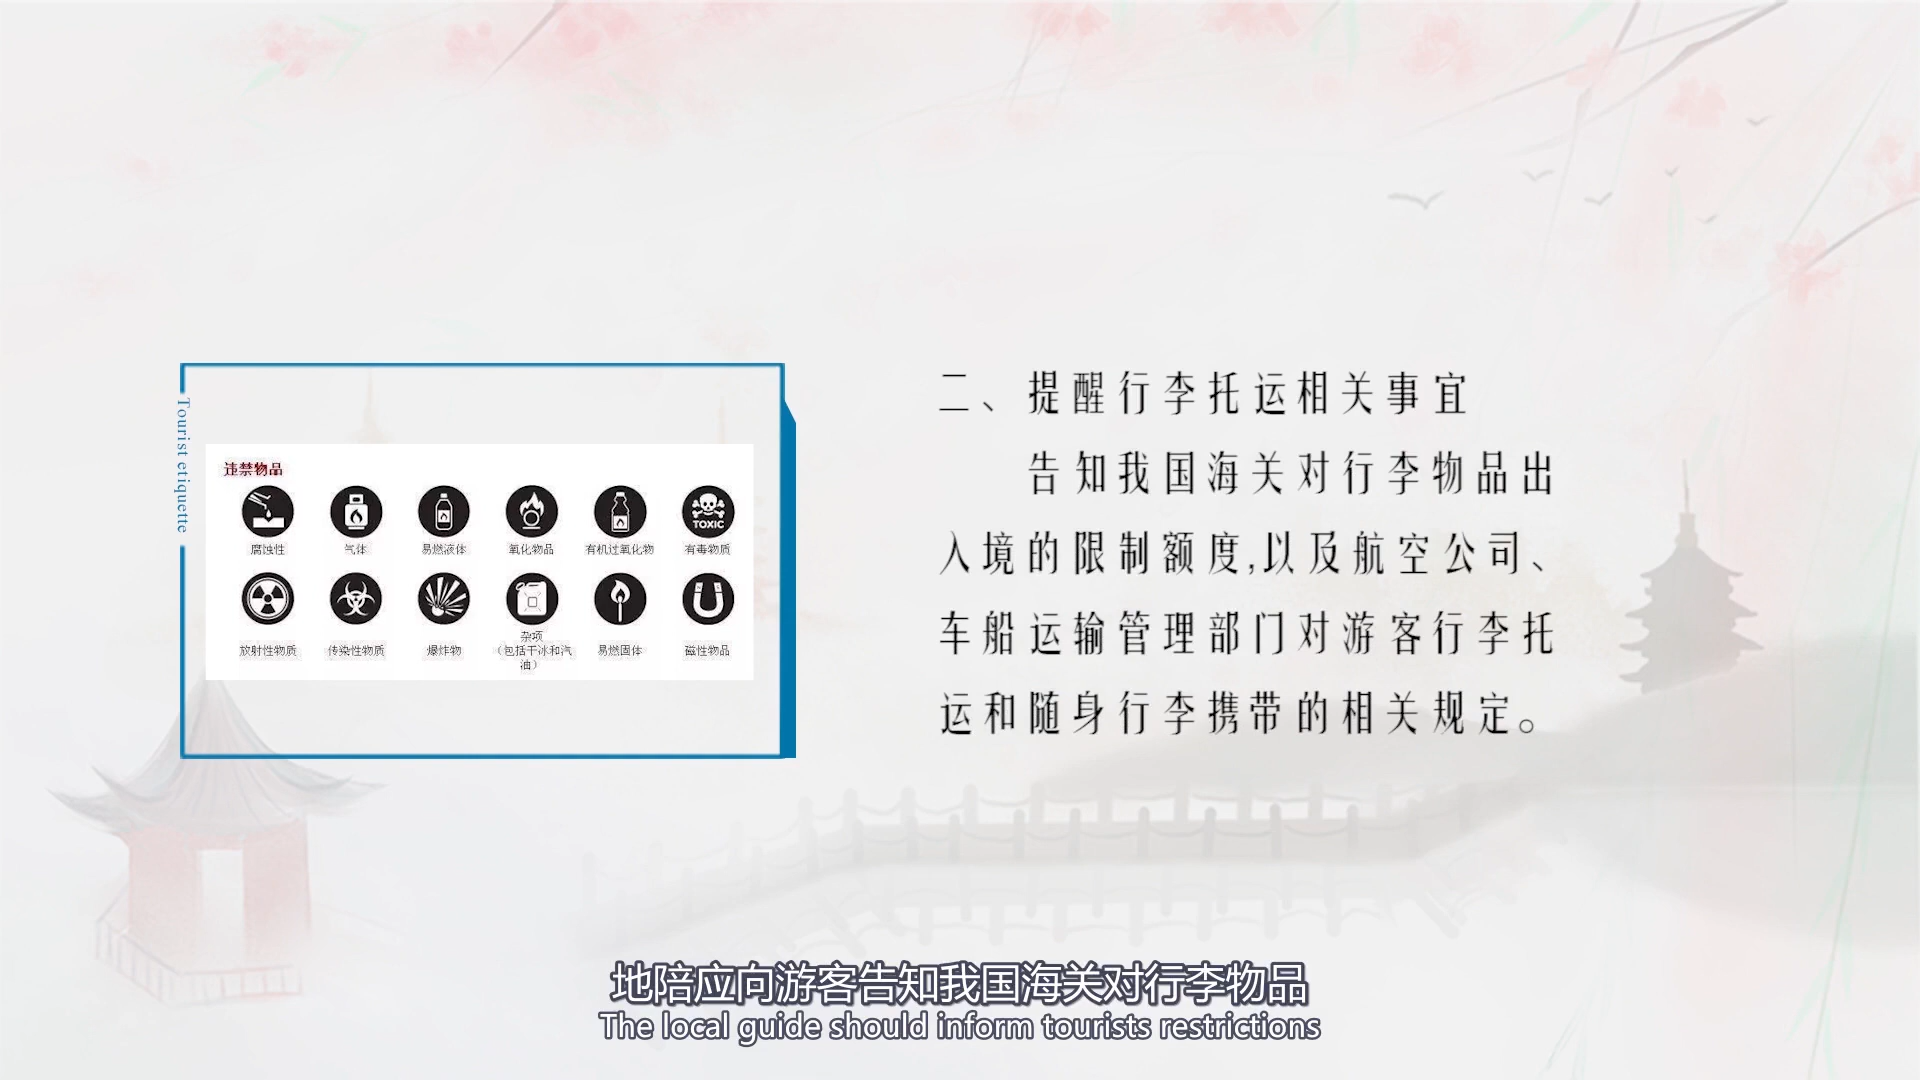 Tourist etiquette
违禁物品
腐蚀性 气体 易燃液体 氧化物品 有机过氧化物 有毒物质
TOXIC
放射性物质 传染性物质 爆炸物 杂项 易燃固体 磁性物品
（包括干冰和汽
油）
二、提醒行李托运相关事宜
告知我国海关对行李物品出
入境的限制额度,以及航空公司、
车船运输管理部门对游客行李托
运和随身行李携带的相关规定。
地陪应向游客告知我国海关对行李物品
The local guide should inform tourists restrictions